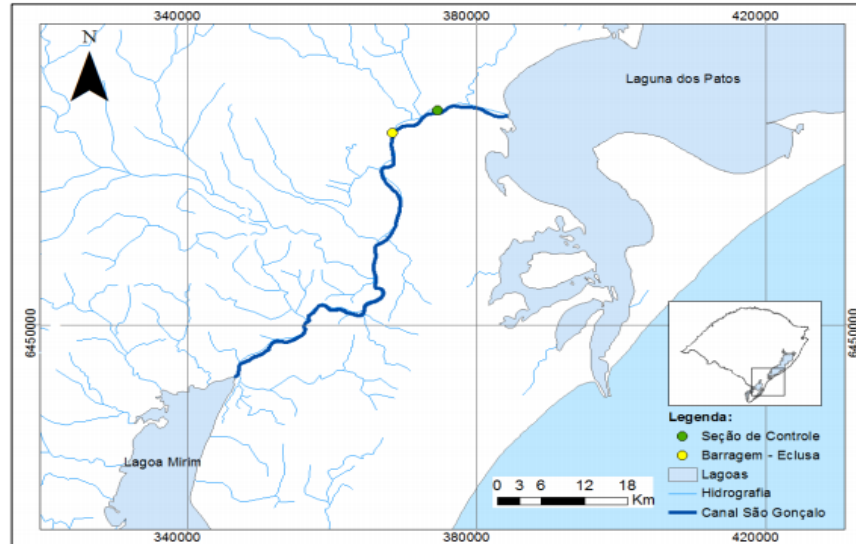 340000 380000 420000
N
Laguna dos Patos
6450000 6450000
Lagoa Mirim
Legenda:
Seção de Controle
Barragem - Eclusa
Lagoas
Hidrografia
Canal São Gonçalo
0 3 6 12 18
Km
340000 380000 420000